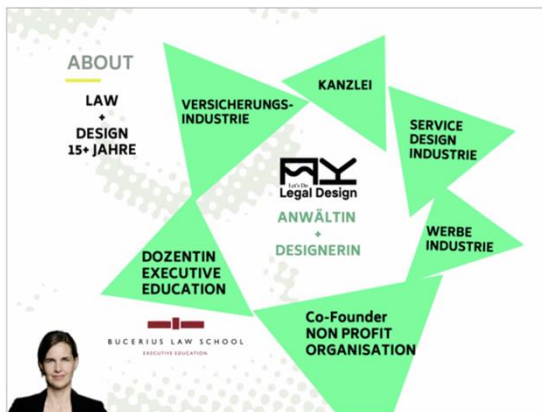 ABOUT
LAW
+
DESIGN
15+ JAHRE
VERSICHERUNGS-
INDUSTRIE
KANZLEI
SERVICE
DESIGN
INDUSTRIE
WERBE
INDUSTRIE
Let's Do
Legal Design
ANWÄLTIN
+
DESIGNERIN
DOZENTIN
EXECUTIVE
EDUCATION
BUCERIUS LAW SCHOOL
EXECUTIVE EDUCATION
Co-Founder
NON PROFIT
ORGANISATION